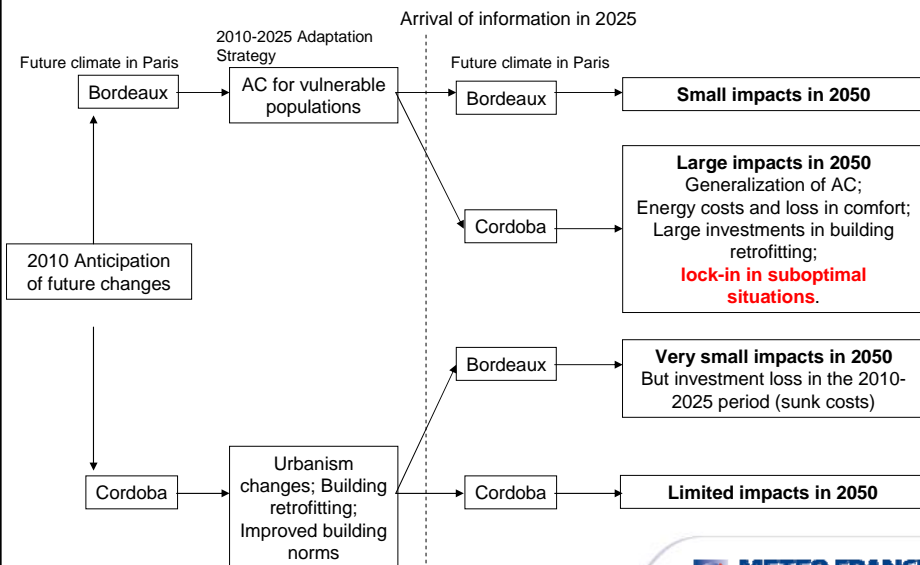 Arrival of information in 2025
2010-2025 Adaptation
Strategy
Future climate in Paris
Future climate in Paris
Bordeaux
AC for vulnerable
populations
Bordeaux
Small impacts in 2050
Large impacts in 2050
Generalization of AC;
Energy costs and loss in comfort;
Large investments in building
retrofitting;
lock-in in suboptimal
situations.
Cordoba
2010 Anticipation
of future changes
Bordeaux
Very small impacts in 2050
But investment loss in the 2010-
2025 period (sunk costs)
Cordoba
Urbanism
changes; Building
retrofitting;
Improved building
norms
Cordoba
Limited impacts in 2050